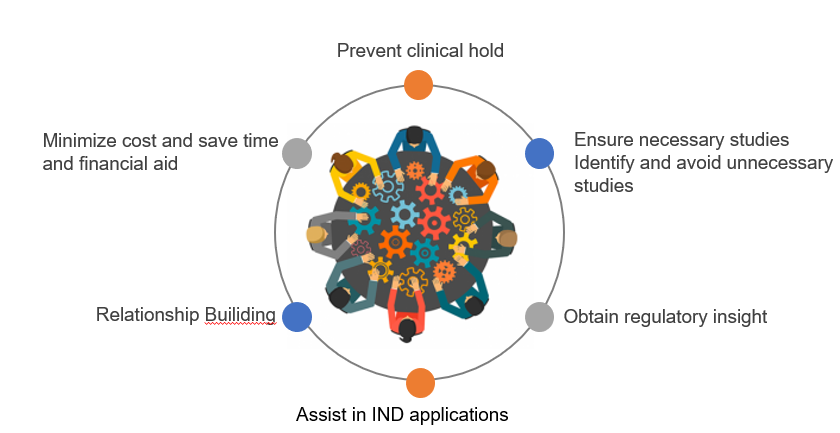 Prevent clinical hold
Minimize cost and save time
and financial aid
Ensure necessary studies
Identify and avoid unnecessary
studies
Relationship Builiding
Obtain regulatory insight
Assist in IND applications